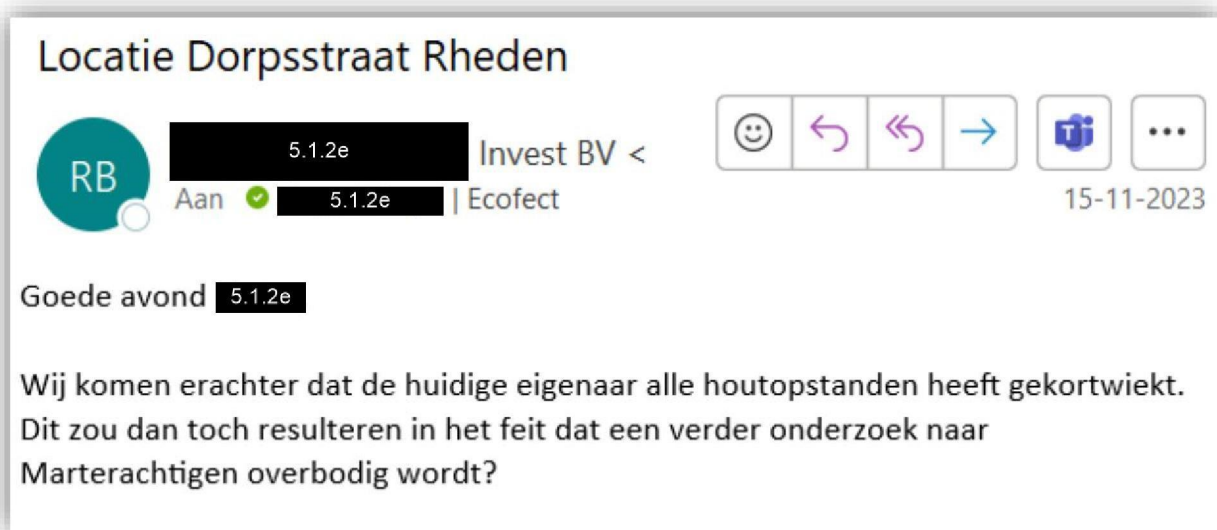 Locatie Dorpsstraat Rheden
RB
5.1.2e Invest BV <
Aan 5.1.2e | Ecofect
15-11-2023
Goede avond 5.1.2e
Wij komen erachter dat de huidige eigenaar alle houtopstanden heeft gekortwiekt.
Dit zou dan toch resulteren in het feit dat een verder onderzoek naar
Marterachtigen overbodig wordt?